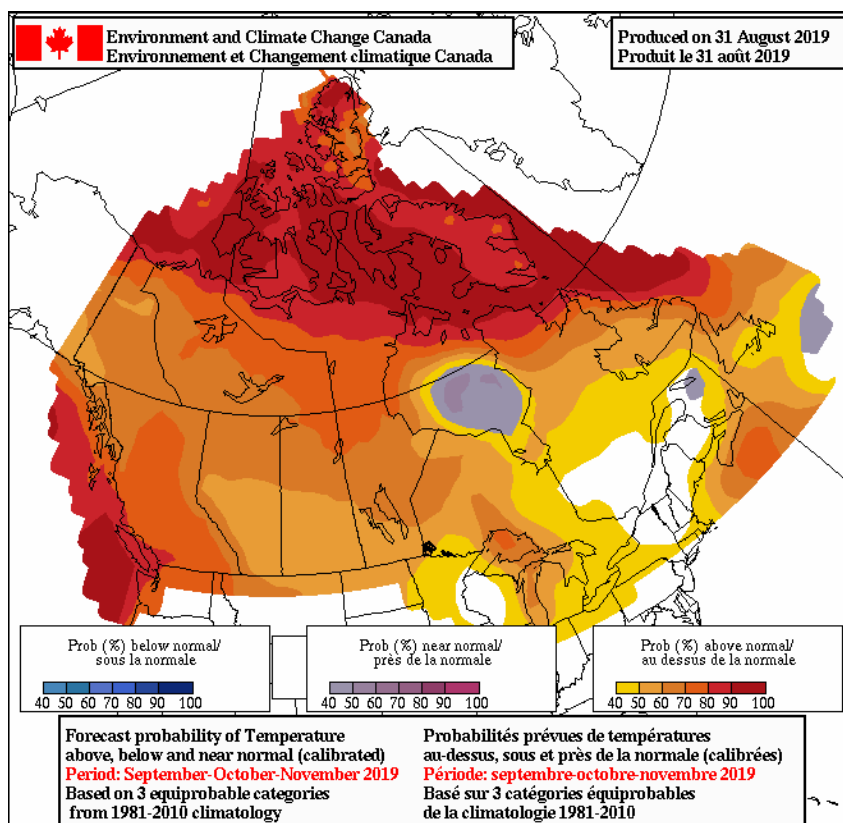 Environment and Climate Change Canada
Environnement et Changement climatique Canada
Produced on 31 August 2019
Produit le 31 août 2019
Prob (%) below normal/
sous la normale
40 50 60 70 80 90 100
Prob (%) near normal/
près de la normale
40 50 60 70 80 90 100
Prob (%) above normal/
au dessus de la normale
40 50 60 70 80 90 100
Forecast probability of Temperature
above, below and near normal (calibrated)
Period: September-October-November 2019
Based on 3 equiprobable categories
from 1981-2010 climatology
Probabilités prévues de températures
au-dessus, sous et près de la normale (calibrées)
Période: septembre-octobre-novembre 2019
Basé sur 3 catégories équiprobables
de la climatologie 1981-2010